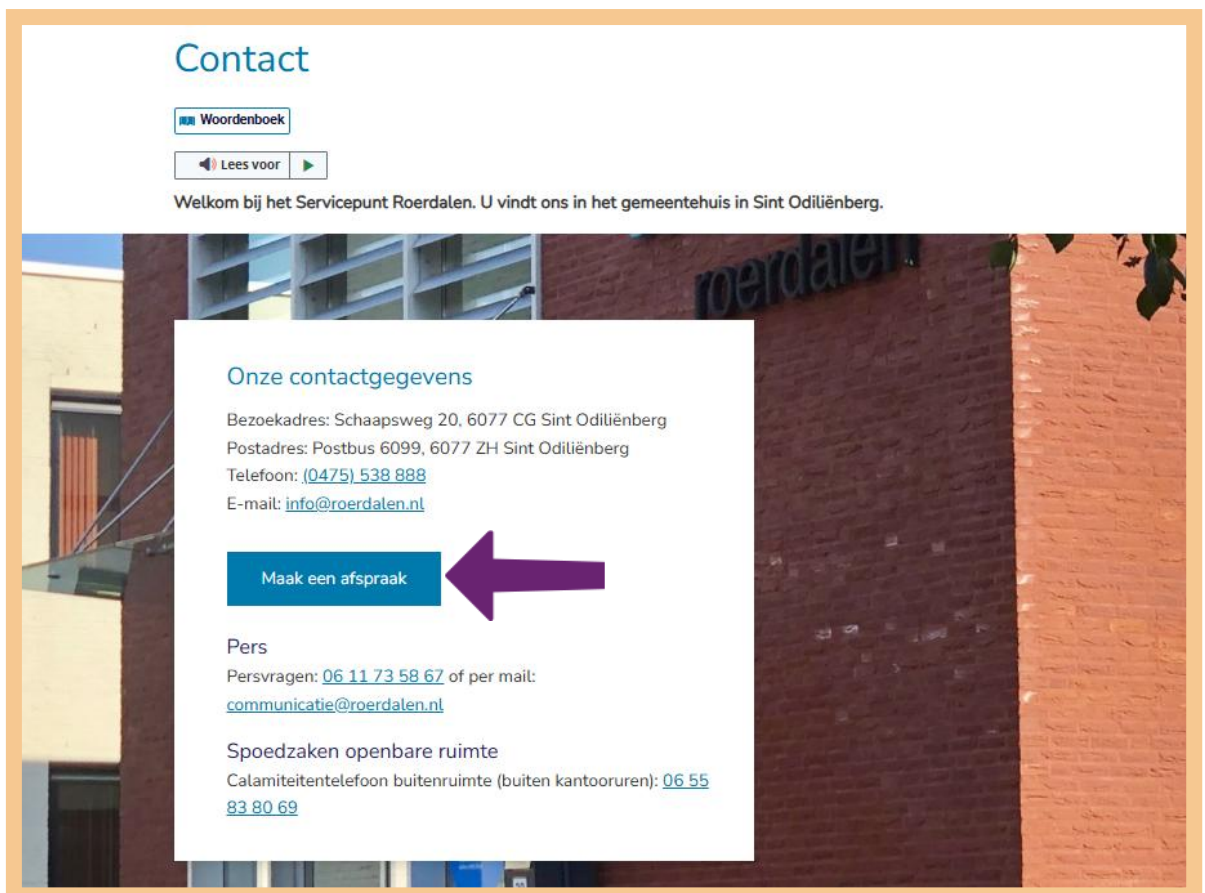 Contact
Woordenboek
Lees voor
Welkom bij het Servicepunt Roerdalen. U vindt ons in het gemeentehuis in Sint Odiliënberg.
roerdalen
Onze contactgegevens
Bezoekadres: Schaapsweg 20, 6077 CG Sint Odiliënberg
Postadres: Postbus 6099, 6077 ZH Sint Odiliënberg
Telefoon: (0475) 538 888
E-mail: info@roerdalen.nl
Maak een afspraak
Pers
Persvragen: 06 11 73 58 67 of per mail:
communicatie@roerdalen.nl
Spoedzaken openbare ruimte
Calamiteitentelefoon buitenruimte (buiten kantooruren): 06 55
83 80 69